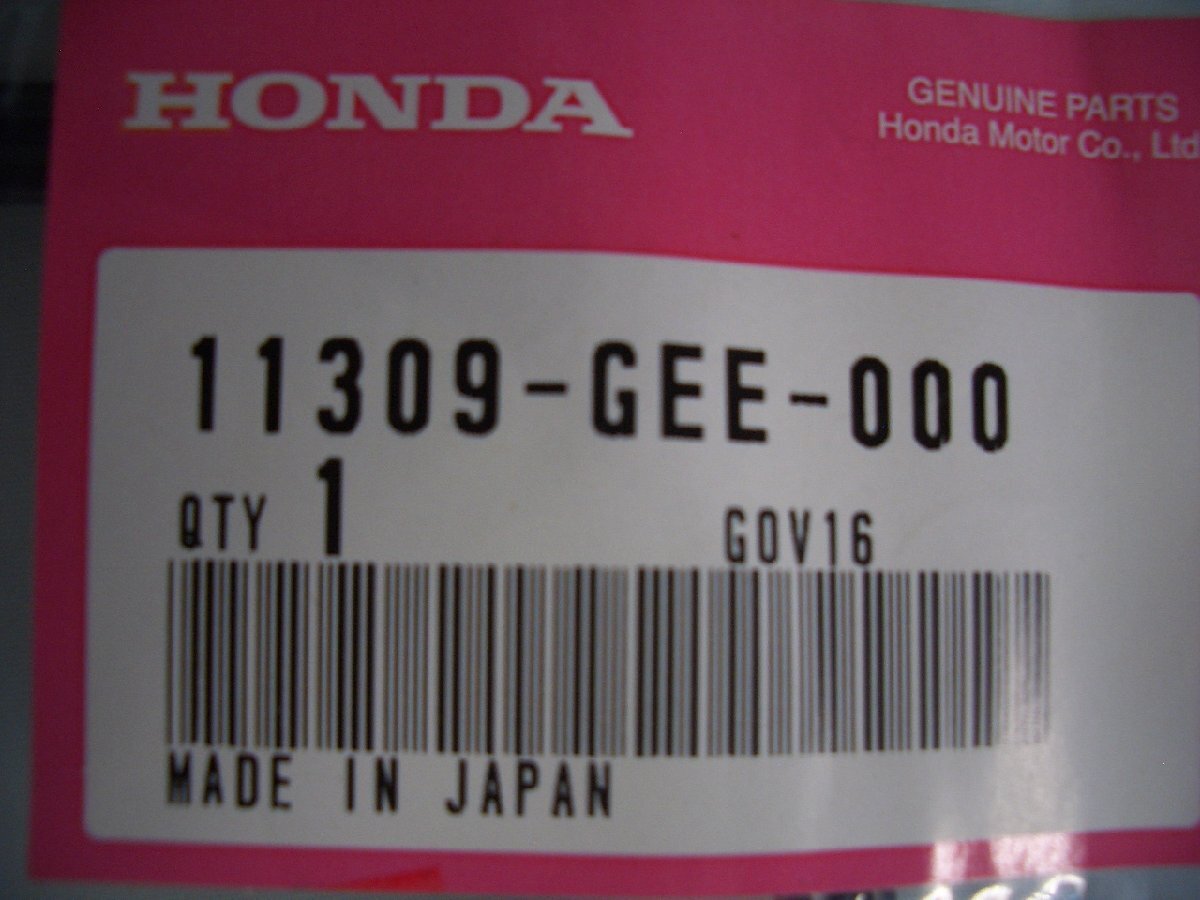 HONDA
GENUINE PARTS
Honda Motor Co., Ltd
11309-GEE-000
QTY 1
GOV16
MADE IN JAPAN